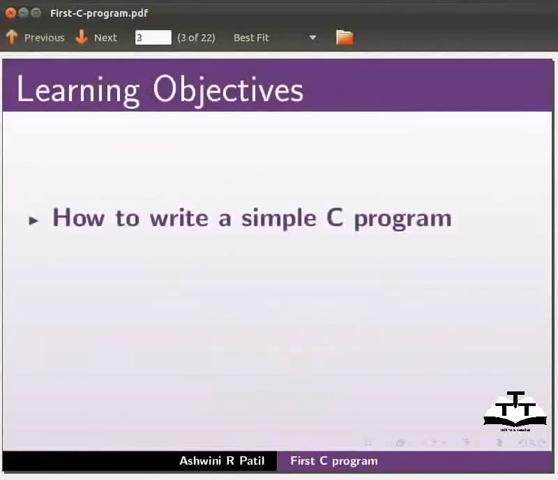 First-C-program.pdf
Previous Next 3 (3 of 22) Best Fit
Learning Objectives
How to write a simple C program
TTT
Ashwini R Patil First C program